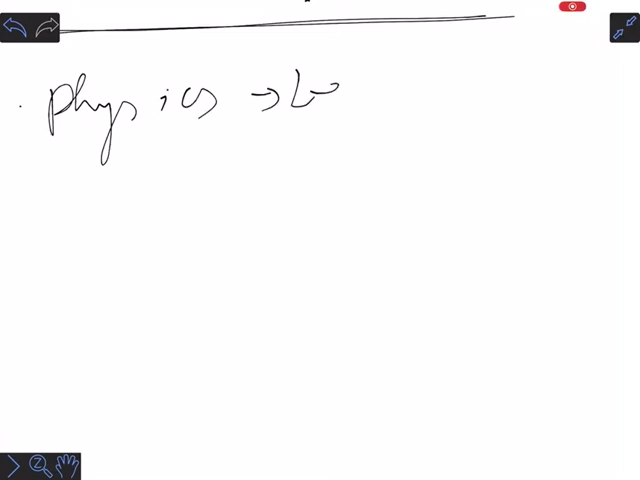 . Physics →